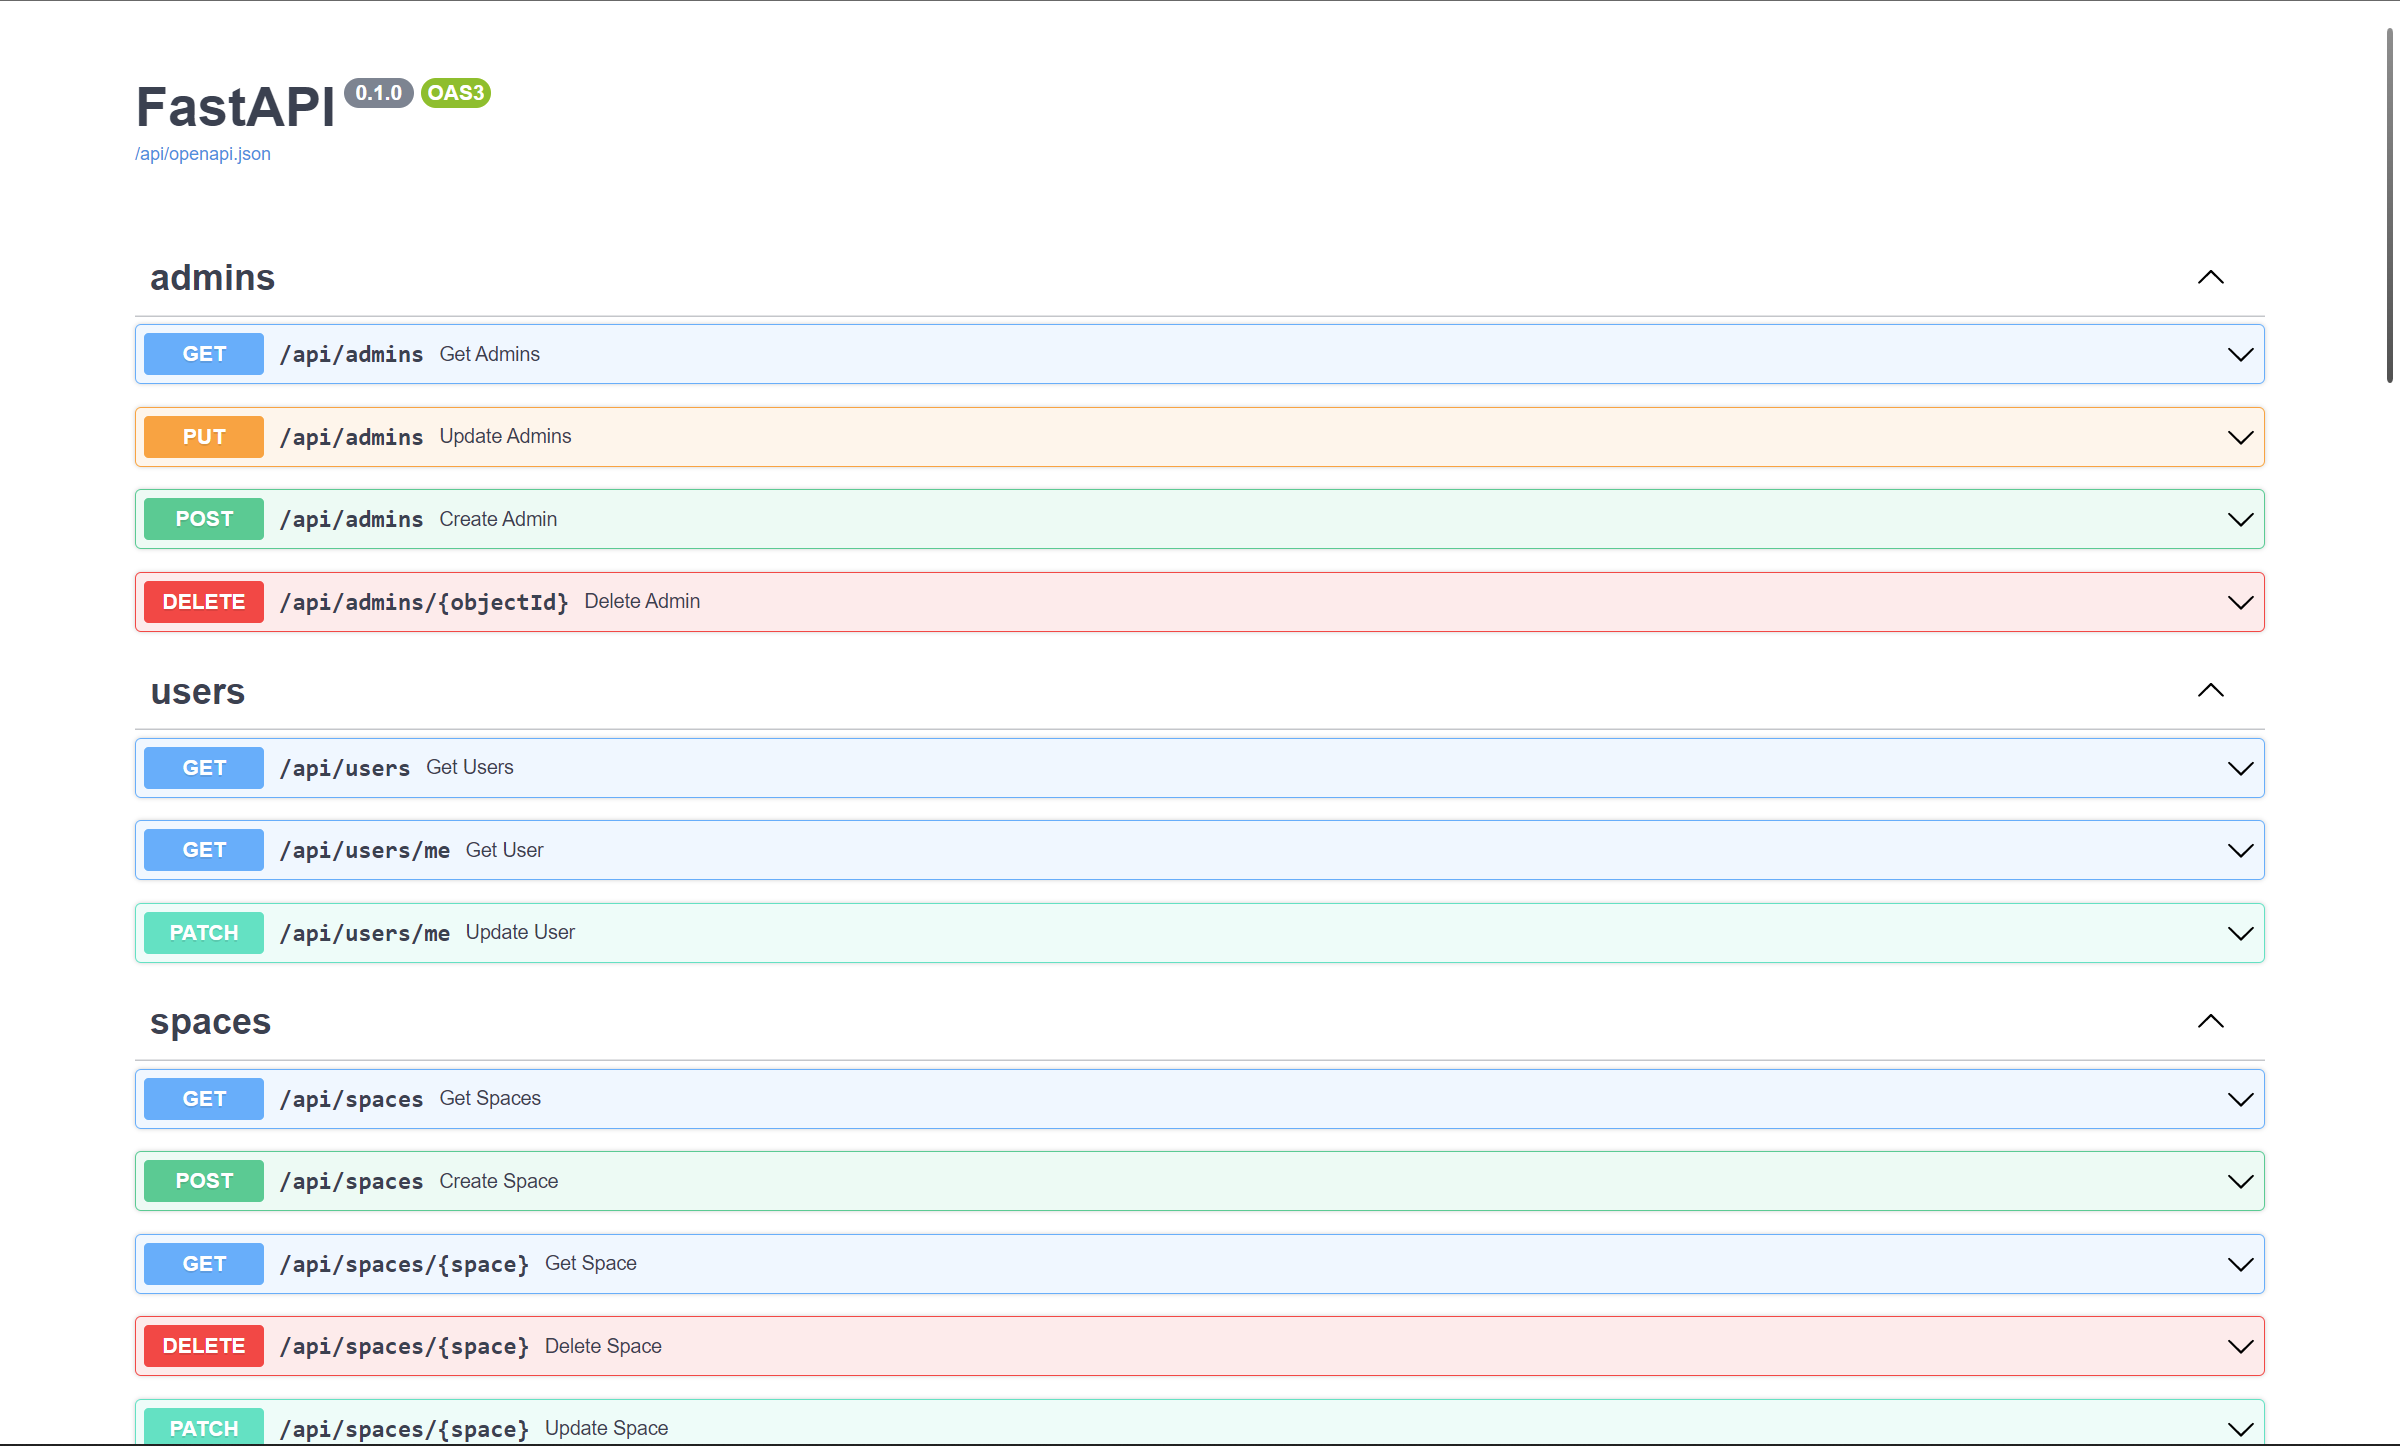 FastAPI 0.1.0 OAS3
/api/openapi.json
admins
GET /api/admins Get Admins
PUT /api/admins Update Admins
POST /api/admins Create Admin
DELETE /api/admins/{objectId} Delete Admin
users
GET /api/users Get Users
GET /api/users/me Get User
PATCH /api/users/me Update User
spaces
GET /api/spaces Get Spaces
POST /api/spaces Create Space
GET /api/spaces/{space} Get Space
DELETE /api/spaces/{space} Delete Space
PATCH /api/spaces/{space} Update Space